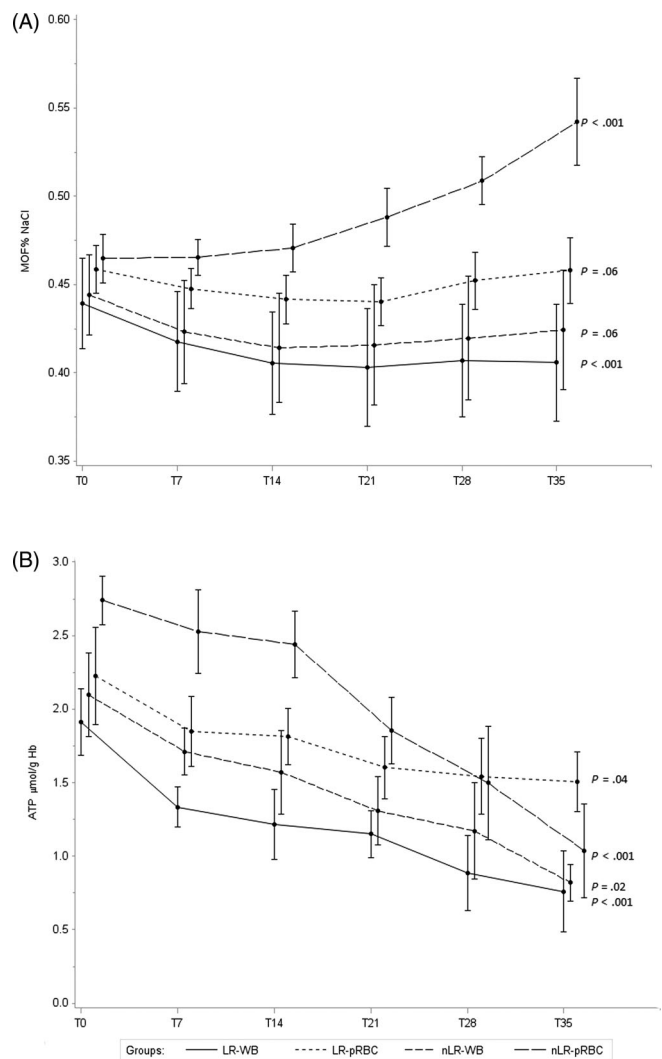 (A)
0.60
0.55
0.50
0.45
0.40
0.35
MOF% NaCl
P < .001
P = .06
P = .06
P < .001
T0 T7 T14 T21 T28 T35
(B)
3.0
2.5
2.0
1.5
1.0
0.5
0.0
ATP µmol/g Hb
P = .04
P < .001
P = .02
P < .001
T0 T7 T14 T21 T28 T35
Groups: LR-WB LR-pRBC nLR-WB nLR-pRBC